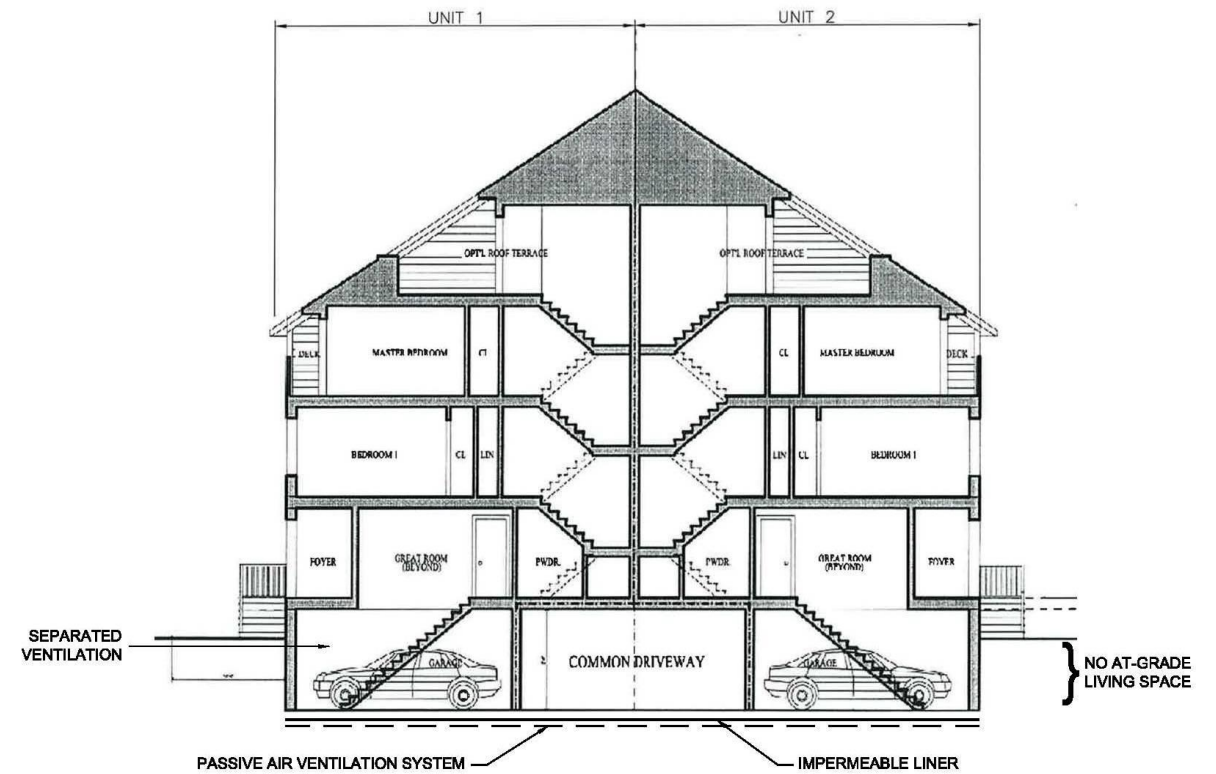 UNIT 1
UNIT 2
OPT'L ROOF TERRACE
OPT'L ROOF TERRACE
DECK
MASTER BEDROOM
CL
CL
MASTER BEDROOM
DECK
BEDROOM 1
CL
LIN
LIN
CL
BEDROOM 1
FOYER
GREAT ROOM
(BEYOND)
PWDR.
PWDR.
GREAT ROOM
(BEYOND)
FOYER
SEPARATED
VENTILATION
GARAGE
COMMON DRIVEWAY
GARAGE
NO AT-GRADE
LIVING SPACE
PASSIVE AIR VENTILATION SYSTEM
IMPERMEABLE LINER